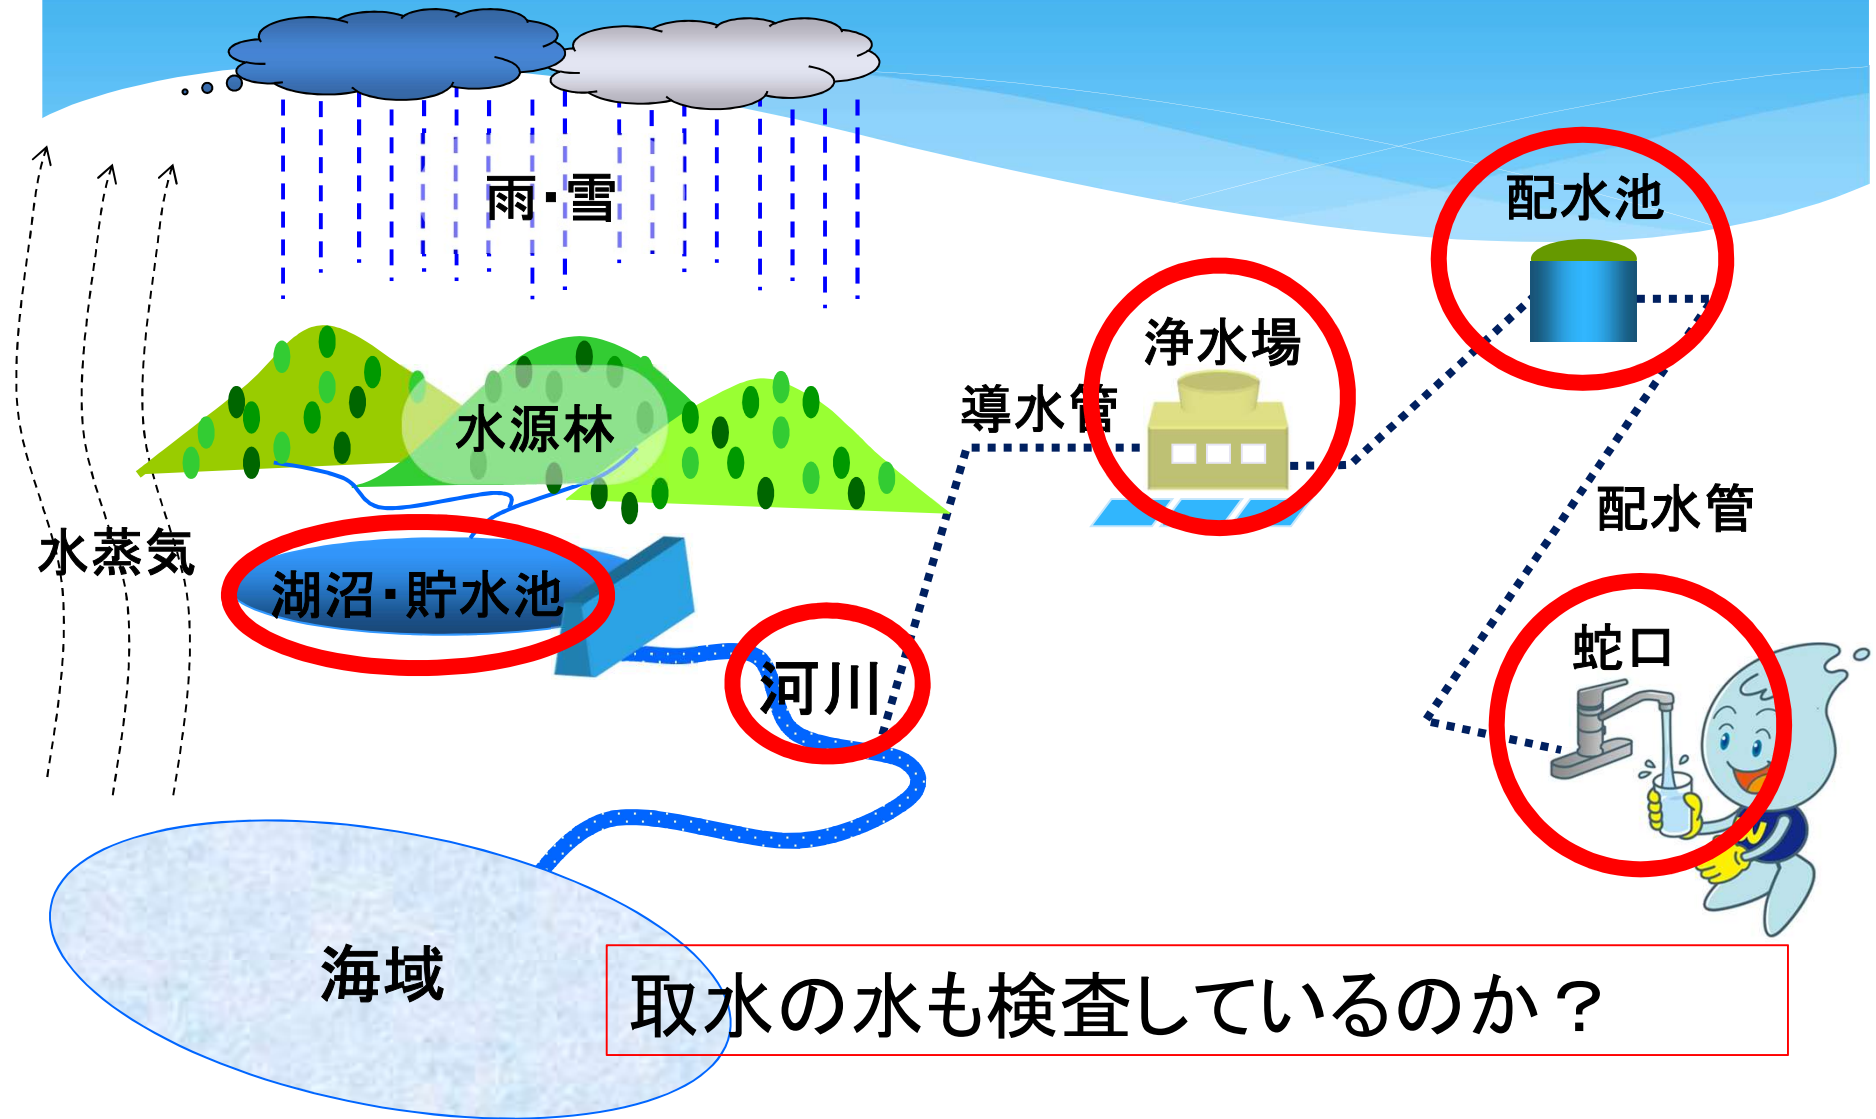 雨・雪
配水池
浄水場
導水管
水源林
配水管
水蒸気
湖沼・貯水池
蛇口
河川
海域
取水の水も検査しているのか？